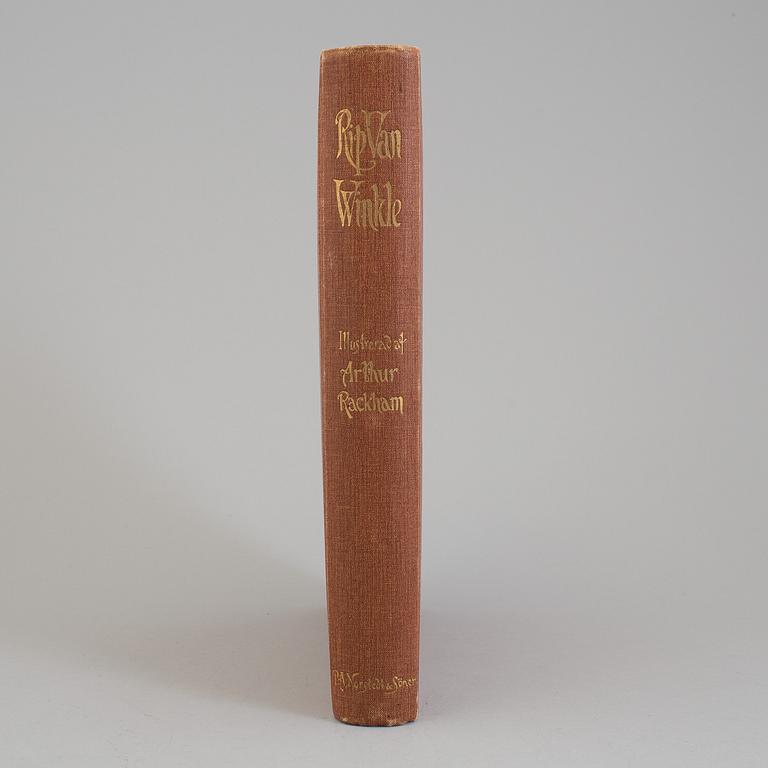 Rip Van
Winkle
Illustrerad af
Arthur
Rackham
P.A. Norstedt & Söner